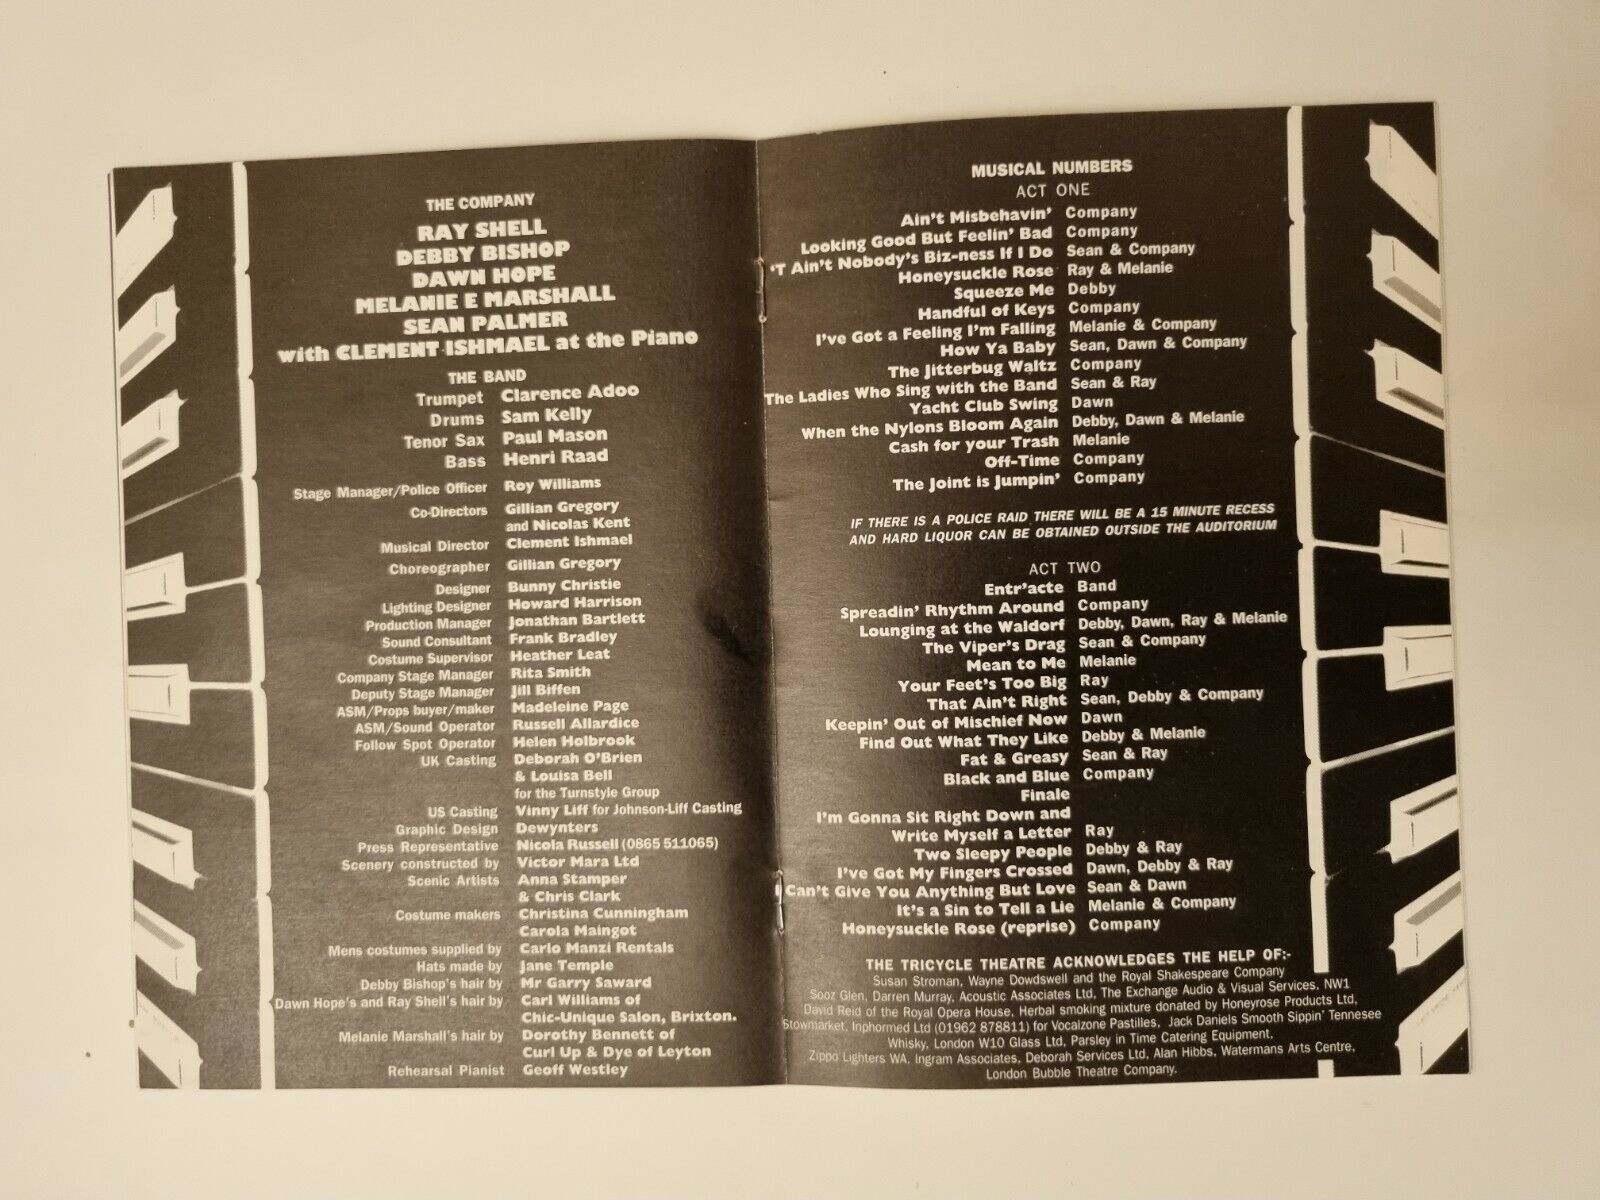 THE COMPANY
RAY SHELL
DEBBY BISHOP
DAWN HOPE
MELANIE E MARSHALL
SEAN PALMER
with CLEMENT ISHMAEL at the Piano
THE BAND
Trumpet Clarence Adoo
Drums Sam Kelly
Tenor Sax Paul Mason
Bass Henri Raad
Stage Manager/Police Officer Roy Williams
Co-Directors Gillian Gregory
and Nicolas Kent
Musical Director Clement Ishmael
Choreographer Gillian Gregory
Designer Bunny Christie
Lighting Designer Howard Harrison
Production Manager Jonathan Bartlett
Sound Consultant Frank Bradley
Costume Supervisor Heather Leat
Company Stage Manager Rita Smith
Deputy Stage Manager Jill Biffen
ASM/Props buyer/maker Madeleine Page
ASM/Sound Operator Russell Allardice
Follow Spot Operator Helen Holbrook
UK Casting Deborah O'Brien
& Louisa Bell
for the Turnstyle Group
US Casting Vinny Liff for Johnson-Liff Casting
Graphic Design Dewynters
Press Representative Nicola Russell (0865 511065)
Scenery constructed by Victor Mara Ltd
Scenic Artists Anna Stamper
& Chris Clark
Costume makers Christina Cunningham
Carola Maingot
Mens costumes supplied by Carlo Manzi Rentals
Hats made by Jane Temple
Debby Bishop's hair by Mr Garry Saward
Dawn Hope's and Ray Shell's hair by Carl Williams of
Chic-Unique Salon, Brixton.
Melanie Marshall's hair by Dorothy Bennett of
Curl Up & Dye of Leyton
Rehearsal Pianist Geoff Westley
MUSICAL NUMBERS
ACT ONE
Ain't Misbehavin' Company
Looking Good But Feelin' Bad Company
'T Ain't Nobody's Biz-ness If I Do Sean & Company
Honeysuckle Rose Ray & Melanie
Squeeze Me Debby
Handful of Keys Company
I've Got a Feeling I'm Falling Melanie & Company
How Ya Baby Sean, Dawn & Company
The Jitterbug Waltz Company
The Ladies Who Sing with the Band Sean & Ray
Yacht Club Swing Dawn
When the Nylons Bloom Again Debby, Dawn & Melanie
Cash for your Trash Melanie
Off-Time Company
The Joint is Jumpin' Company
IF THERE IS A POLICE RAID THERE WILL BE A 15 MINUTE RECESS
AND HARD LIQUOR CAN BE OBTAINED OUTSIDE THE AUDITORIUM
ACT TWO
Entr'acte Band
Spreadin' Rhythm Around Company
Lounging at the Waldorf Debby, Dawn, Ray & Melanie
The Viper's Drag Sean & Company
Mean to Me Melanie
Your Feet's Too Big Ray
That Ain't Right Sean, Debby & Company
Keepin' Out of Mischief Now Dawn
Find Out What They Like Debby & Melanie
Fat & Greasy Sean & Ray
Black and Blue Company
Finale
I'm Gonna Sit Right Down and
Write Myself a Letter Ray
Two Sleepy People Debby & Ray
I've Got My Fingers Crossed Dawn, Debby & Ray
Can't Give You Anything But Love Sean & Dawn
It's a Sin to Tell a Lie Melanie & Company
Honeysuckle Rose (reprise) Company
THE TRICYCLE THEATRE ACKNOWLEDGES THE HELP OF:-
Susan Stroman, Wayne Dowdswell and the Royal Shakespeare Company
Sooz Glen, Darren Murray, Acoustic Associates Ltd, The Exchange Audio & Visual Services, NW1
David Reid of the Royal Opera House, Herbal smoking mixture donated by Honeyrose Products Ltd,
Stowmarket, Inphormed Ltd (01962 878811) for Vocalzone Pastilles, Jack Daniels Smooth Sippin' Tennesee
Whisky, London W10 Glass Ltd, Parsley in Time Catering Equipment,
Zippo Lighters WA, Ingram Associates, Deborah Services Ltd, Alan Hibbs, Watermans Arts Centre,
London Bubble Theatre Company.